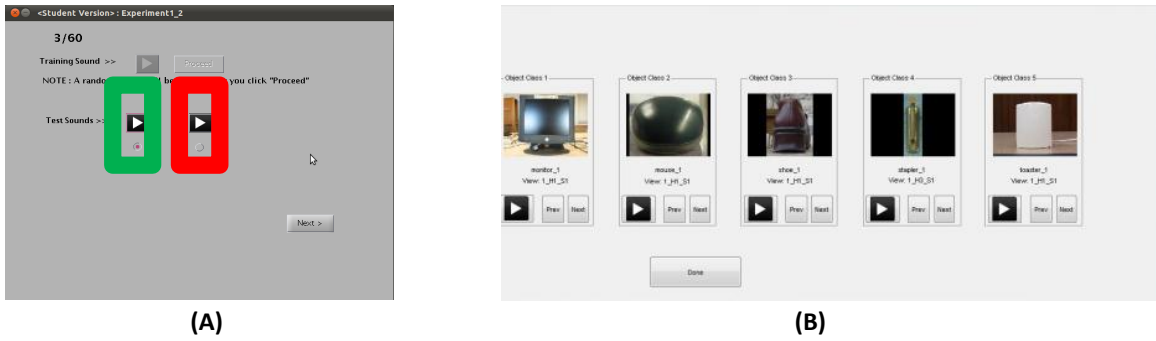 <Student Version> : Experiment1_2
3/60
Training Sound >>
Proceed
NOTE : A rando be you click "Proceed"
Test Sounds >>
Next >
(A)
Object Class 1
Object Class 2
Object Class 3
Object Class 4
Object Class 5
monitor_1
mouse_1
shoe_1
stapler_1
toaster_1
View: 1_H1_S1
View: 1_H1_S1
View: 1_H1_S1
View: 1_H0_S1
View: 1_H1_S1
Prev Next
Prev Next
Prev Next
Prev Next
Prev Next
Done
(B)